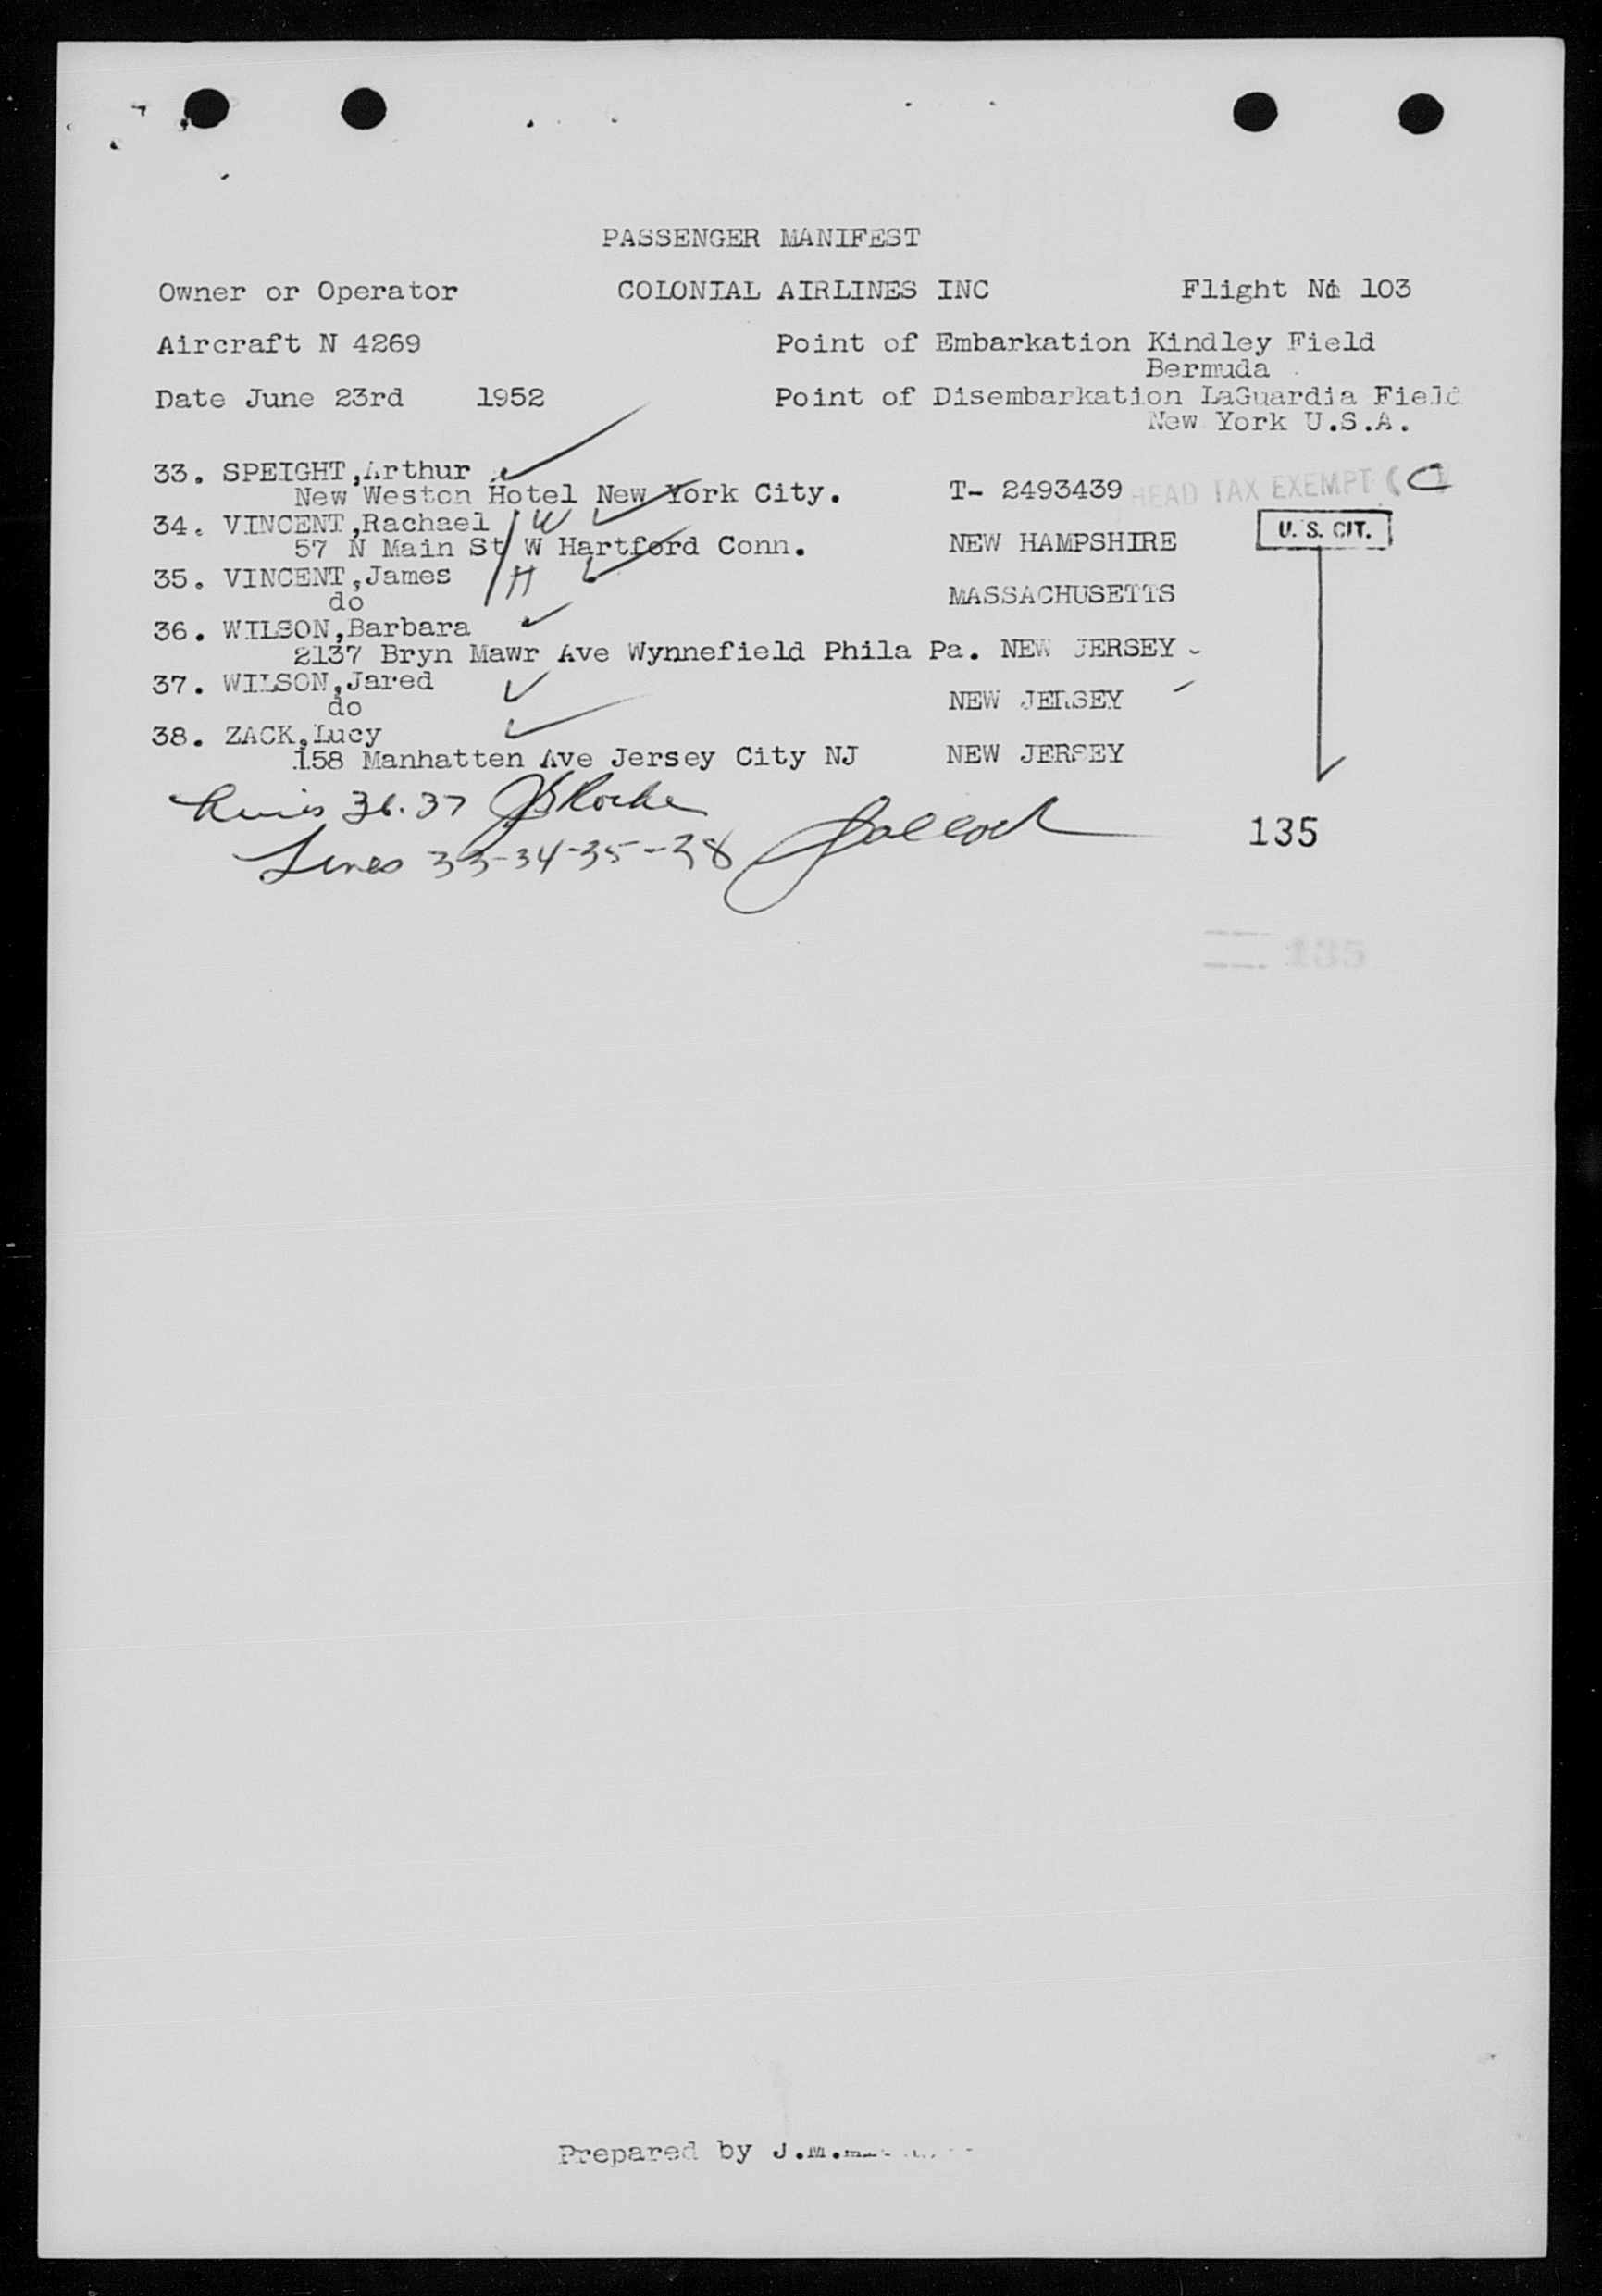 PASSENGER MANIFEST
Owner or Operator COLONIAL AIRLINES INC Flight No 103
Aircraft N 4269 Point of Embarkation Kindley Field
Bermuda
Date June 23rd 1952 Point of Disembarkation LaGuardia Field
New York U.S.A.
33. SPEIGHT,Arthur
New Weston Hotel New York City. T- 2493439 HEAD TAX EXEMPT ( C )
34. VINCENT,Rachael W
57 N Main St W Hartford Conn. NEW HAMPSHIRE U. S. CIT.
35. VINCENT,James H
do MASSACHUSETTS
36. WILSON,Barbara
2137 Bryn Mawr Ave Wynnefield Phila Pa. NEW JERSEY
37. WILSON,Jared
do NEW JERSEY
38. ZACK,Lucy
158 Manhatten Ave Jersey City NJ NEW JERSEY
36-37
135
Lines 33-34-35-38
135
Prepared by J.M.